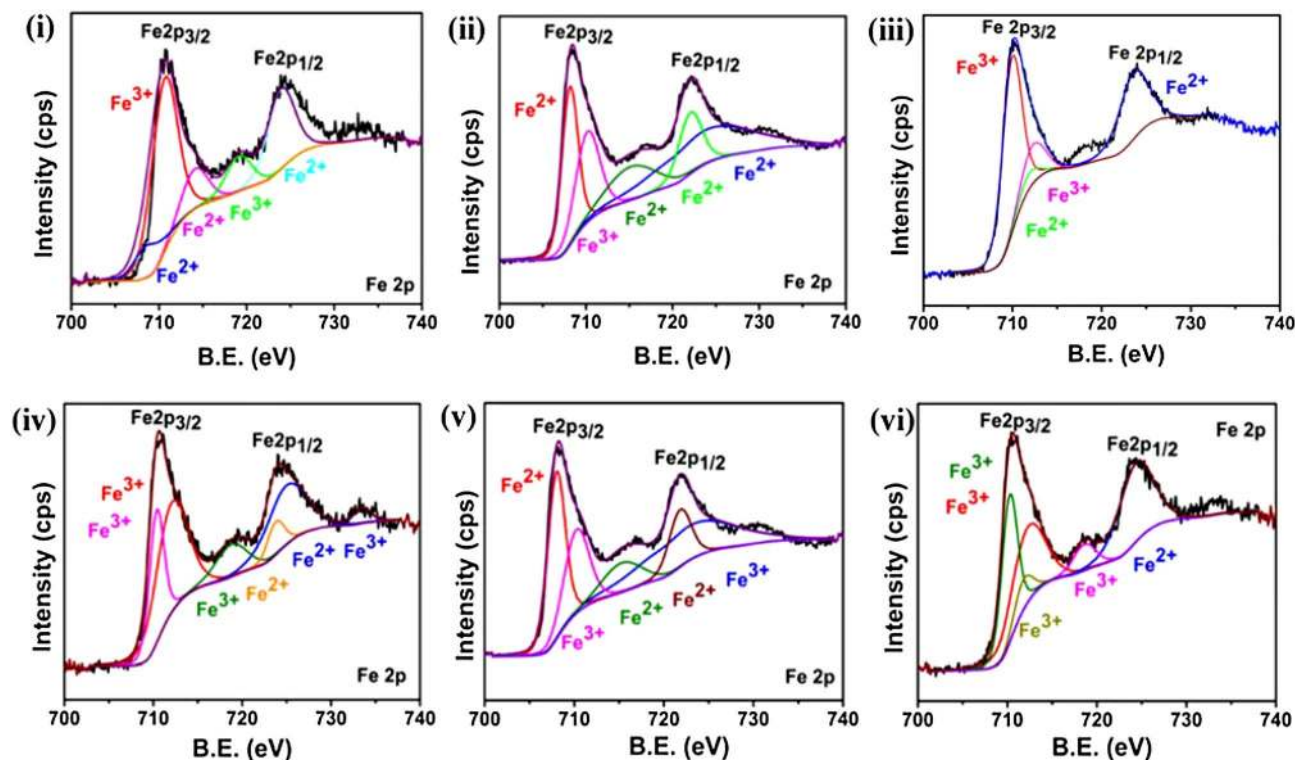 (i)
Fe2p3/2
Fe2p1/2
Fe3+
Fe2+
Fe3+
Fe2+
Fe2+
Fe 2p
Intensity (cps)
700 710 720 730 740
B.E. (eV)
(ii)
Fe2p3/2
Fe2p1/2
Fe2+
Fe2+
Fe2+
Fe2+
Fe3+
Fe 2p
Intensity (cps)
700 710 720 730 740
B.E. (eV)
(iii)
Fe 2p3/2
Fe 2p1/2
Fe3+
Fe2+
Fe3+
Fe2+
Intensity (cps)
700 710 720 730 740
B.E. (eV)
(iv)
Fe2p3/2
Fe2p1/2
Fe3+
Fe3+
Fe2+ Fe3+
Fe3+ Fe2+
Fe 2p
Intensity (cps)
700 710 720 730 740
B.E. (eV)
(v)
Fe2p3/2
Fe2p1/2
Fe2+
Fe3+
Fe2+
Fe2+
Fe3+
Fe 2p
Intensity (cps)
700 710 720 730 740
B.E. (eV)
(vi)
Fe2p3/2
Fe2p1/2
Fe 2p
Fe3+
Fe3+
Fe2+
Fe3+
Fe3+
Intensity (cps)
700 710 720 730 740
B.E. (eV)